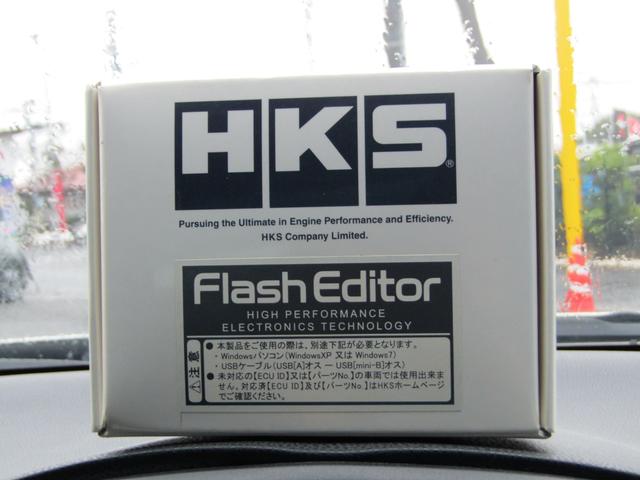 HKS®
Pursuing the Ultimate in Engine Performance and Efficiency.
HKS Company Limited.
Flash Editor
HIGH PERFORMANCE
ELECTRONICS TECHNOLOGY
注意
● 本製品をご使用の際は、別途下記が必要となります。
・Windowsパソコン(WindowsXP 又は Windows7)
・USBケーブル(USB[A]オス ー USB[mini-B]オス)
● 未対応の【ECU ID】又は【パーツNo.】の車両では使用出来ま
せん。対応済【ECU ID】及び【パーツNo.】はHKSホームページ
でご確認ください。